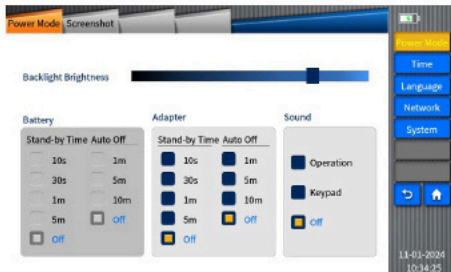 Power Mode Screenshot
Power Mode
Time
Backlight Brightness
Language
Network
Battery Adapter Sound
System
Stand-by Time Auto Off Stand-by Time Auto Off
10s 1m 10s 1m Operation
30s 5m 30s 5m
1m 10m 1m 10m Keypad
5m Off 5m Off Off
Off Off
11-01-2024
10:34:25